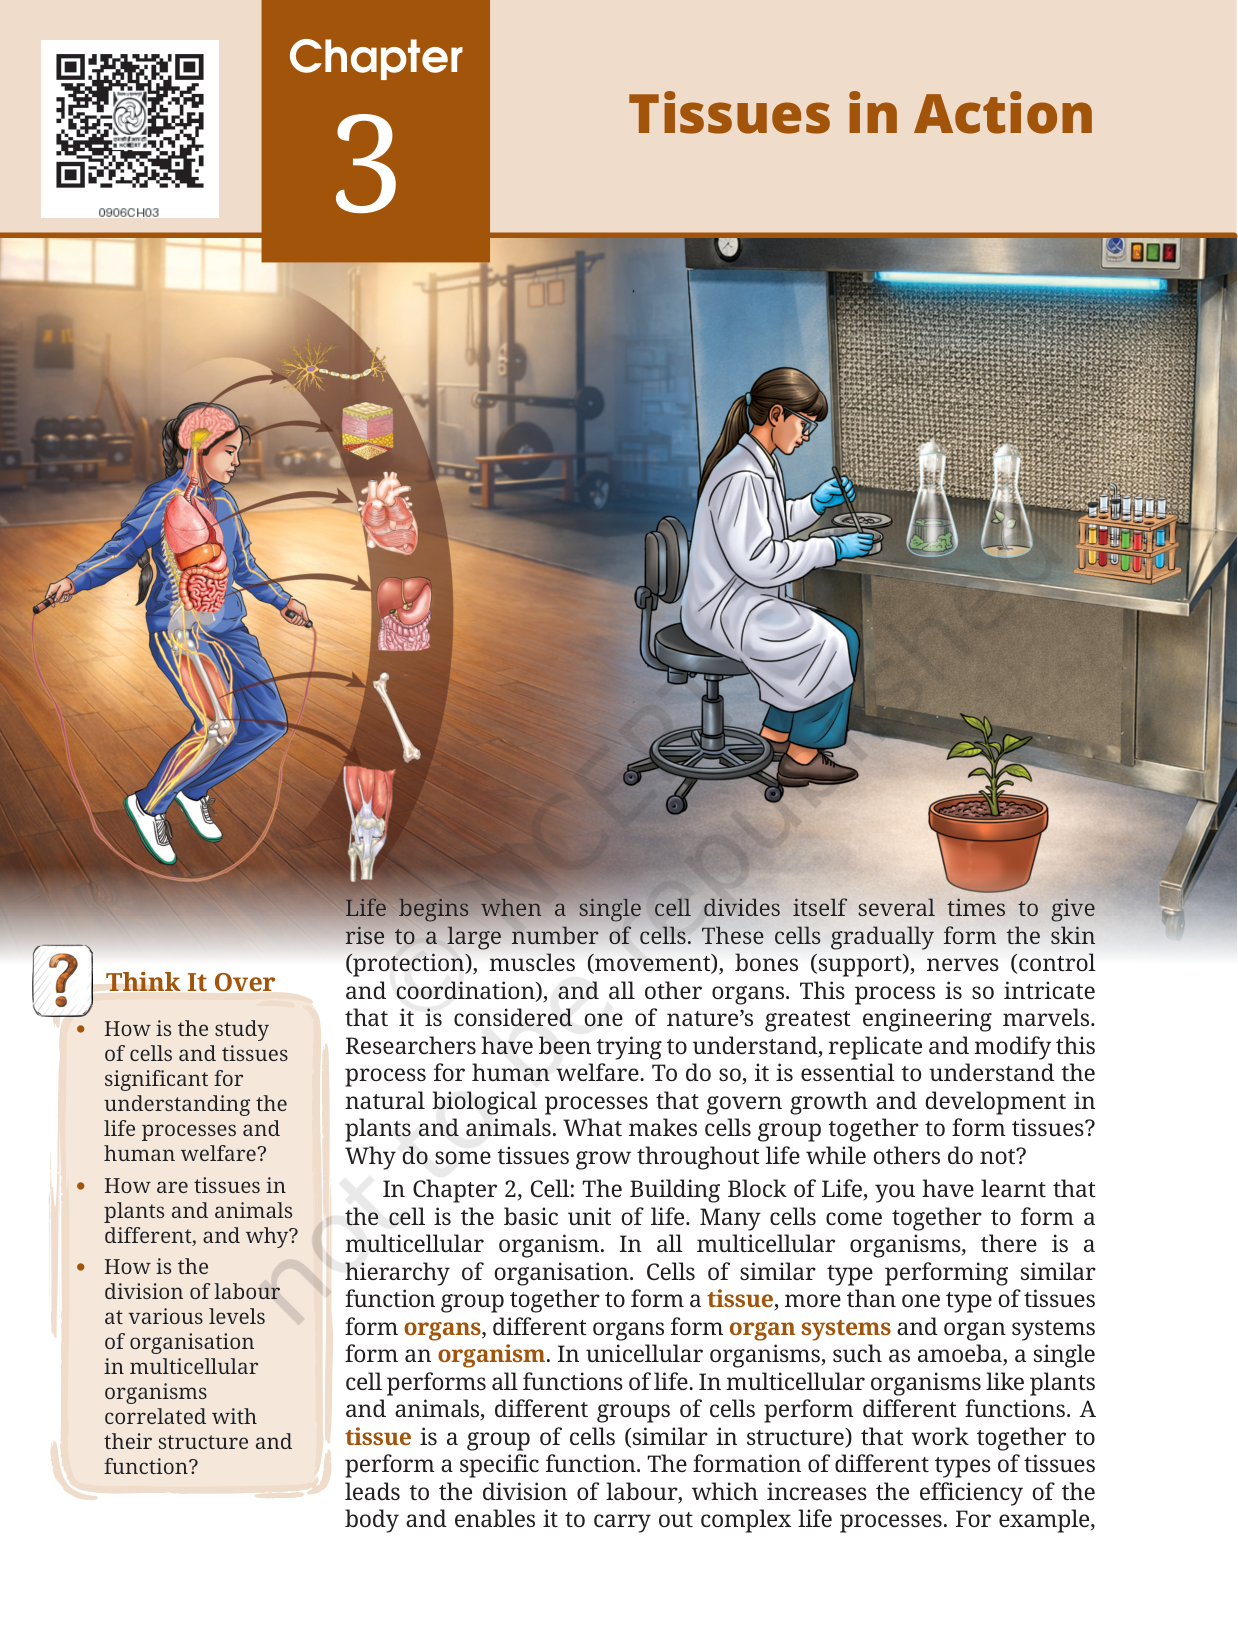 Chapter
3
Tissues in Action
0906CH03
Life begins when a single cell divides itself several times to give
rise to a large number of cells. These cells gradually form the skin
(protection), muscles (movement), bones (support), nerves (control
and coordination), and all other organs. This process is so intricate
that it is considered one of nature’s greatest engineering marvels.
Researchers have been trying to understand, replicate and modify this
process for human welfare. To do so, it is essential to understand the
natural biological processes that govern growth and development in
plants and animals. What makes cells group together to form tissues?
Why do some tissues grow throughout life while others do not?
In Chapter 2, Cell: The Building Block of Life, you have learnt that
the cell is the basic unit of life. Many cells come together to form a
multicellular organism. In all multicellular organisms, there is a
hierarchy of organisation. Cells of similar type performing similar
function group together to form a tissue, more than one type of tissues
form organs, different organs form organ systems and organ systems
form an organism. In unicellular organisms, such as amoeba, a single
cell performs all functions of life. In multicellular organisms like plants
and animals, different groups of cells perform different functions. A
tissue is a group of cells (similar in structure) that work together to
perform a specific function. The formation of different types of tissues
leads to the division of labour, which increases the efficiency of the
body and enables it to carry out complex life processes. For example,
?
Think It Over
• How is the study
of cells and tissues
significant for
understanding the
life processes and
human welfare?
• How are tissues in
plants and animals
different, and why?
• How is the
division of labour
at various levels
of organisation
in multicellular
organisms
correlated with
their structure and
function?
© NCERT
not to be republished